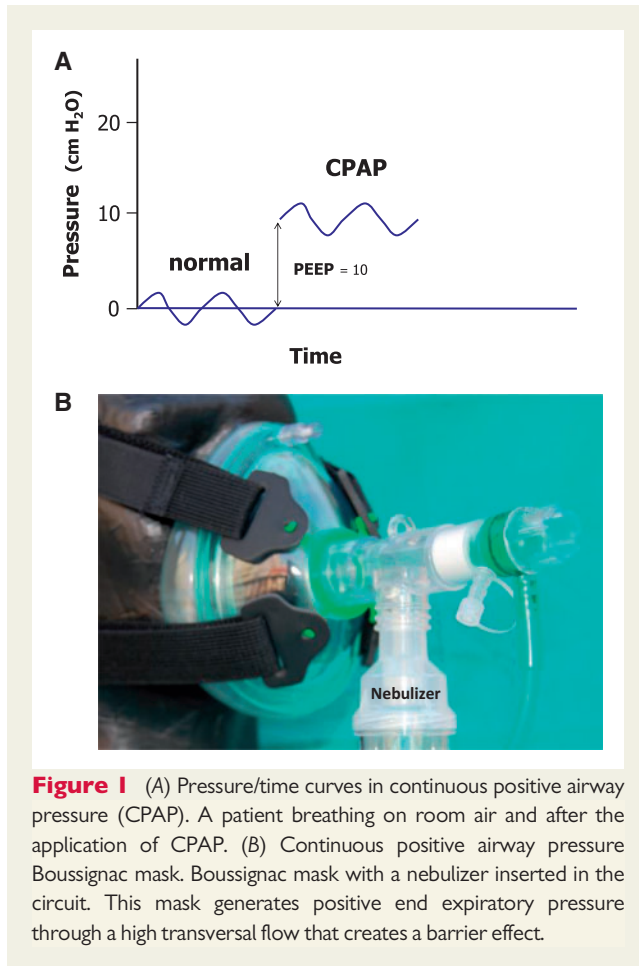 A
Pressure (cm H₂O)
20
10
0
CPAP
normal
PEEP = 10
Time
B
Nebulizer
Figure 1 (A) Pressure/time curves in continuous positive airway
pressure (CPAP). A patient breathing on room air and after the
application of CPAP. (B) Continuous positive airway pressure
Boussignac mask. Boussignac mask with a nebulizer inserted in the
circuit. This mask generates positive end expiratory pressure
through a high transversal flow that creates a barrier effect.